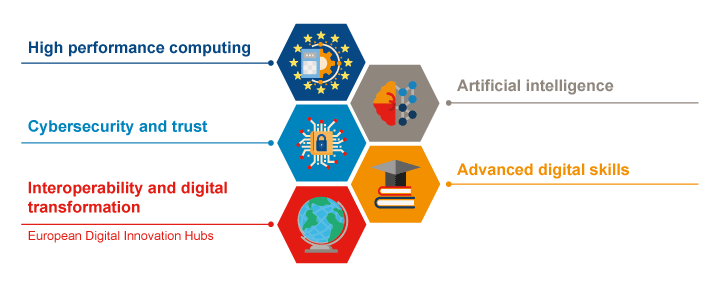 High performance computing
Artificial intelligence
Cybersecurity and trust
Advanced digital skills
Interoperability and digital
transformation
European Digital Innovation Hubs